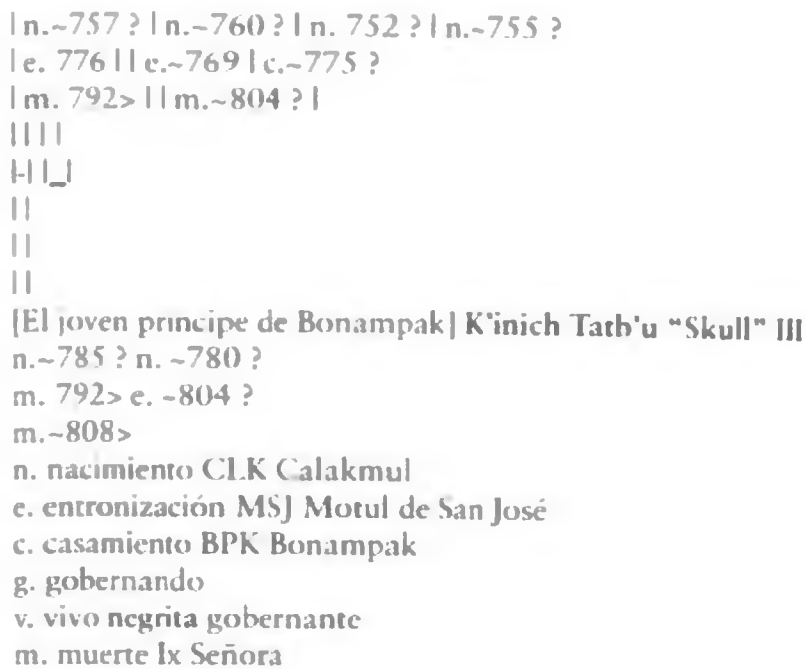 | n.~757 ? | n.~760 ? | n. 752 ? | n.~755 ?
| e. 776 | | c.~769 | c.~775 ?
| m. 792> | | m.~804 ? |
| | | |
|-| |_|
| |
| |
| |
[El joven príncipe de Bonampak] K'inich Tatb'u "Skull" III
n.~785 ? n. ~780 ?
m. 792> e. ~804 ?
m.~808>
n. nacimiento CLK Calakmul
e. entronización MSJ Motul de San José
c. casamiento BPK Bonampak
g. gobernando
v. vivo negrita gobernante
m. muerte Ix Señora